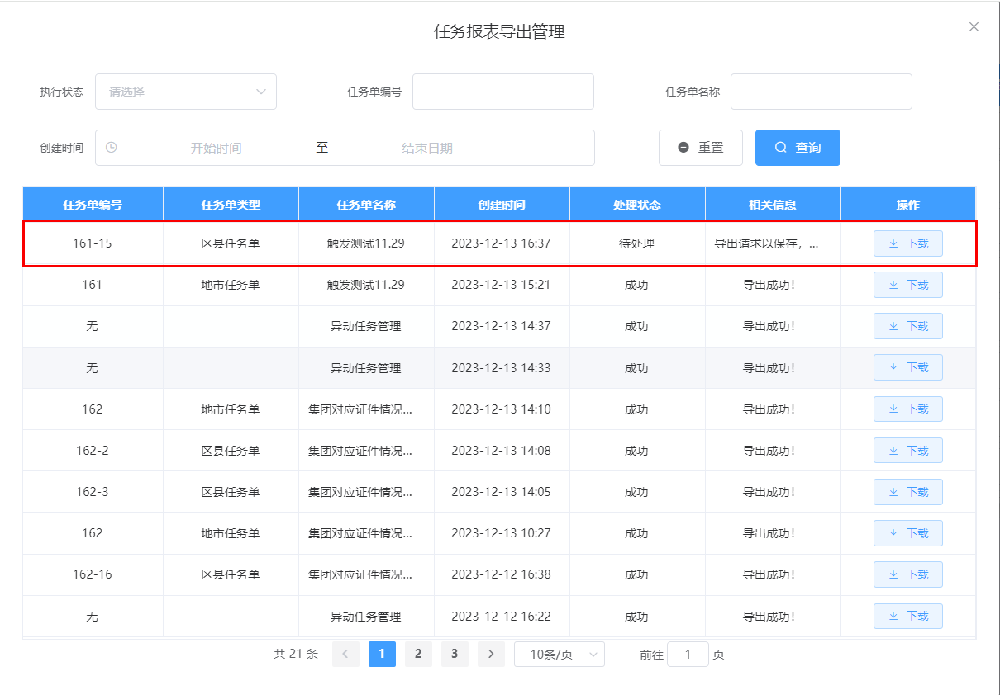 任务报表导出管理
执行状态 请选择 任务单编号 任务单名称
创建时间 开始时间 至 结束日期 重置 查询
任务单编号 任务单类型 任务单名称 创建时间 处理状态 相关信息 操作
161-15 区县任务单 触发测试11.29 2023-12-13 16:37 待处理 导出请求以保存，... 下载
161 地市任务单 触发测试11.29 2023-12-13 15:21 成功 导出成功！ 下载
无 异动任务管理 2023-12-13 14:37 成功 导出成功！ 下载
无 异动任务管理 2023-12-13 14:33 成功 导出成功！ 下载
162 地市任务单 集团对应证件情况... 2023-12-13 14:10 成功 导出成功！ 下载
162-2 区县任务单 集团对应证件情况... 2023-12-13 14:08 成功 导出成功！ 下载
162-3 区县任务单 集团对应证件情况... 2023-12-13 14:05 成功 导出成功！ 下载
162 地市任务单 集团对应证件情况... 2023-12-13 10:27 成功 导出成功！ 下载
162-16 区县任务单 集团对应证件情况... 2023-12-12 16:38 成功 导出成功！ 下载
无 异动任务管理 2023-12-12 16:22 成功 导出成功！ 下载
共 21 条 1 2 3 10条/页 前往 1 页